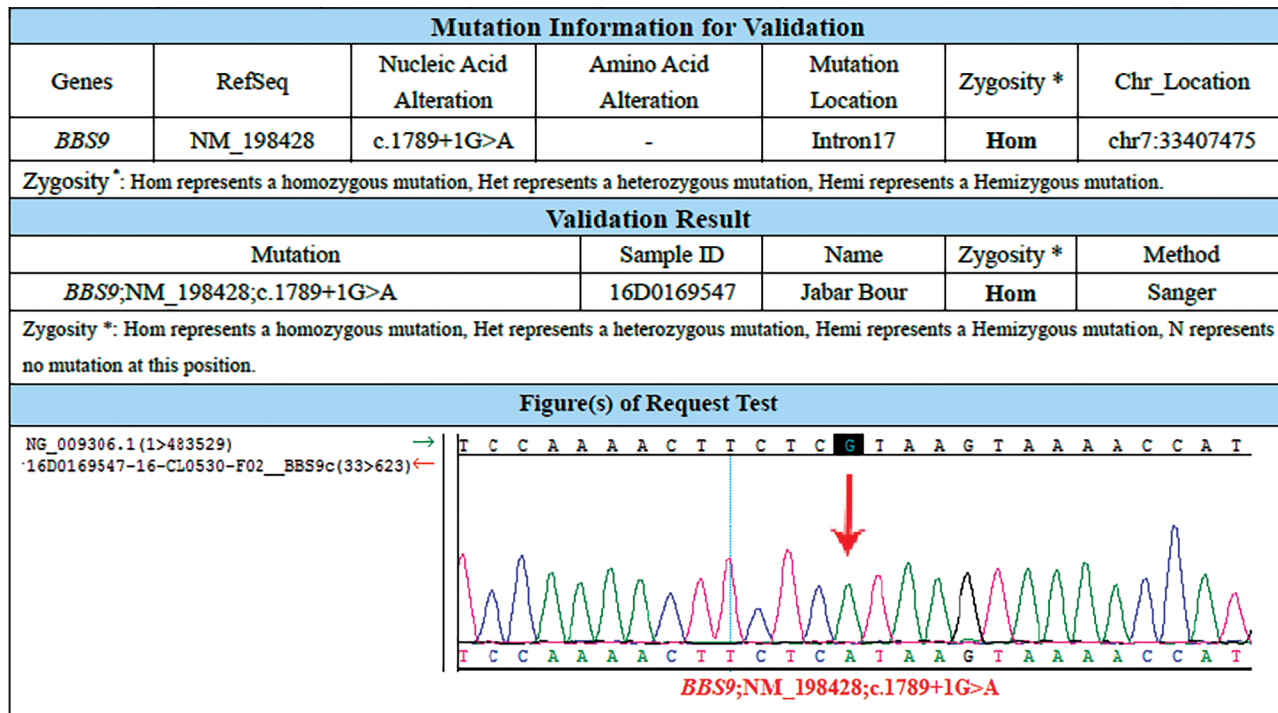 Mutation Information for Validation
Genes RefSeq Nucleic Acid Alteration Amino Acid Alteration Mutation Location Zygosity * Chr_Location
BBS9 NM_198428 c.1789+1G>A - Intron17 Hom chr7:33407475
Zygosity *: Hom represents a homozygous mutation, Het represents a heterozygous mutation, Hemi represents a Hemizygous mutation.
Validation Result
Mutation Sample ID Name Zygosity * Method
BBS9;NM_198428;c.1789+1G>A 16D0169547 Jabar Bour Hom Sanger
Zygosity *: Hom represents a homozygous mutation, Het represents a heterozygous mutation, Hemi represents a Hemizygous mutation, N represents
no mutation at this position.
Figure(s) of Request Test
NG_009306.1(1>483529) → T C C A A A A C T T C T C G T A A G T A A A A C C A T
16D0169547-16-CL0530-F02__BBS9c(33>623) ←
T C C A A A A C T T C T C A T A A G T A A A A C C A T
BBS9;NM_198428;c.1789+1G>A